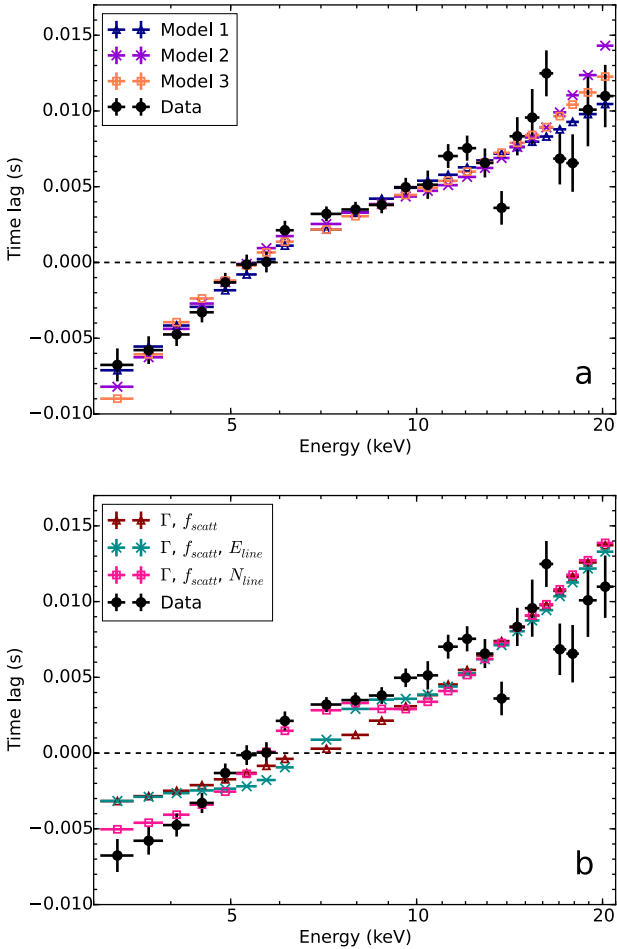 0.015
0.010
0.005
0.000
−0.005
−0.010
Time lag (s)
Model 1
Model 2
Model 3
Data
a
5
10
20
Energy (keV)
0.015
0.010
0.005
0.000
−0.005
−0.010
Time lag (s)
Γ, f_scatt
Γ, f_scatt, E_line
Γ, f_scatt, N_line
Data
b
5
10
20
Energy (keV)